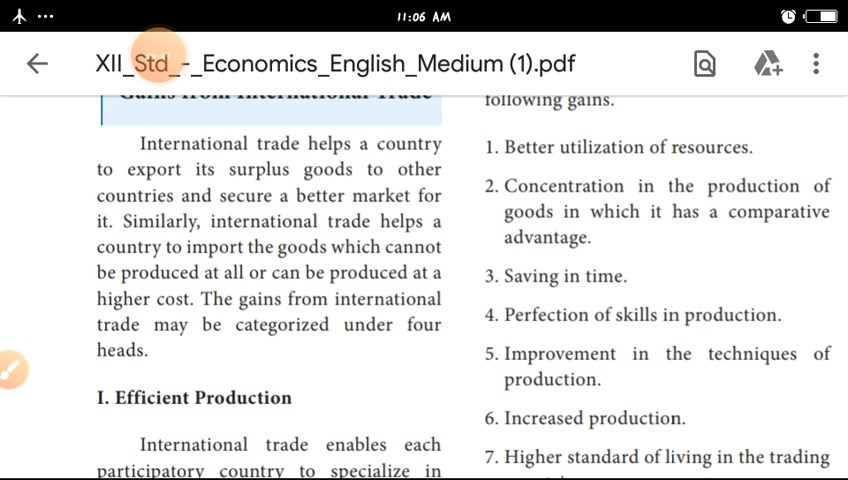 11:06 AM
XII_Std_-_Economics_English_Medium (1).pdf
Gains from International Trade
International trade helps a country
to export its surplus goods to other
countries and secure a better market for
it. Similarly, international trade helps a
country to import the goods which cannot
be produced at all or can be produced at a
higher cost. The gains from international
trade may be categorized under four
heads.
I. Efficient Production
International trade enables each
participatory country to specialize in
following gains.
1. Better utilization of resources.
2. Concentration in the production of
goods in which it has a comparative
advantage.
3. Saving in time.
4. Perfection of skills in production.
5. Improvement in the techniques of
production.
6. Increased production.
7. Higher standard of living in the trading